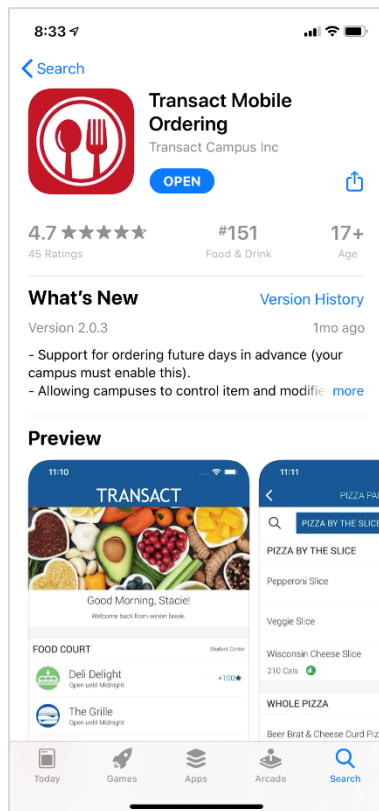 8:33
Search
Transact Mobile
Ordering
Transact Campus Inc
OPEN
4.7
#151
17+
45 Ratings
Food & Drink
Age
What's New
Version History
Version 2.0.3
1mo ago
- Support for ordering future days in advance (your
campus must enable this).
- Allowing campuses to control item and modifie more
Preview
11:10
TRANSACT
Good Morning, Stacie!
Welcome back from winter break.
FOOD COURT
Student Center
Deli Delight
Open until Midnight
+100★
The Grille
Open until Midnight
11:11
PIZZA PA
PIZZA BY THE SLICE
PIZZA BY THE SLICE
Pepperoni Slice
Veggie Slice
Wisconsin Cheese Slice
210 Cals
WHOLE PIZZA
Beer Brat & Cheese Curd Piz
Today
Games
Apps
Arcade
Search